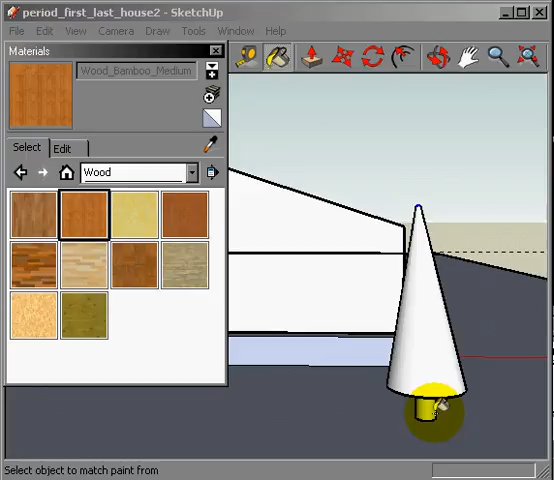 period_first_last_house2 - SketchUp
File Edit View Camera Draw Tools Window Help
Materials
Wood_Bamboo_Medium
Select Edit
Wood
Select object to match paint from